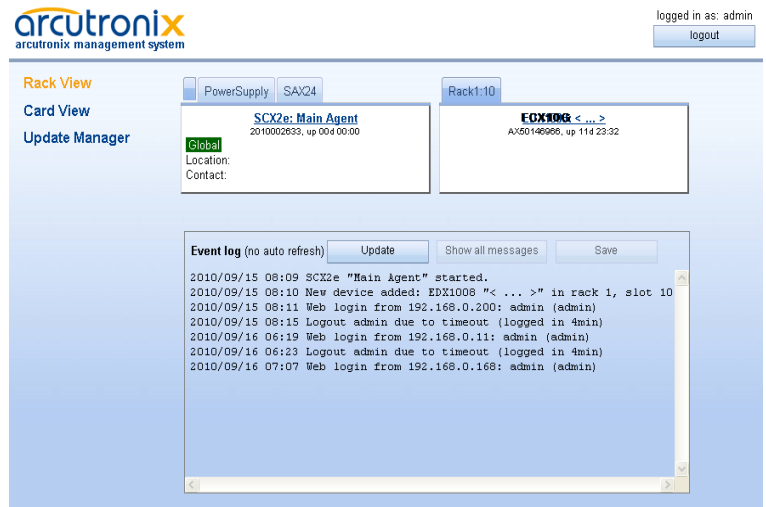 arcutronix
arcutronix management system
logged in as: admin
logout
Rack View
Card View
Update Manager
PowerSupply SAX24
SCX2e: Main Agent
2010002633, up 00d 00:00
Global
Location:
Contact:
Rack1:10
< ... >
AX50146966, up 11d 23:32
Event log (no auto refresh) Update Show all messages Save
2010/09/15 08:09 SCX2e "Main Agent" started.
2010/09/15 08:10 New device added: EDX1008 "< ... >" in rack 1, slot 10
2010/09/15 08:11 Web login from 192.168.0.200: admin (admin)
2010/09/15 08:15 Logout admin due to timeout (logged in 4min)
2010/09/16 06:19 Web login from 192.168.0.11: admin (admin)
2010/09/16 06:23 Logout admin due to timeout (logged in 4min)
2010/09/16 07:07 Web login from 192.168.0.168: admin (admin)